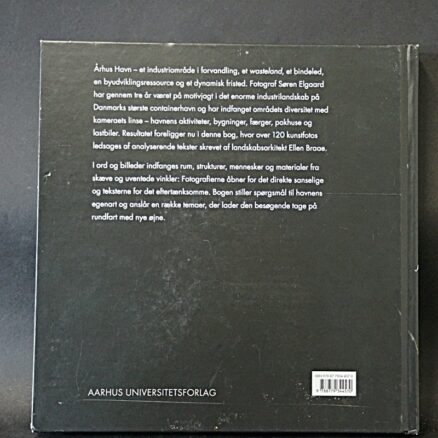 Århus Havn – et industriområde i forvandling, et wasteland, et bindeled,
en byudviklingsressource og et dynamisk fristed. Fotograf Søren Elgaard
har gennem tre år været på motivjagt i det enorme industrilandskab på
Danmarks største containerhavn og har indfanget områdets diversitet med
kameraets linse – havnens aktiviteter, bygninger, færger, pakhuse og
lastbiler. Resultatet foreligger nu i denne bog, hvor over 120 kunstfotos
ledsages af analyserende tekster skrevet af landskabsarkitekt Ellen Braae.
I ord og billeder indfanges rum, strukturer, mennesker og materialer fra
skæve og uventede vinkler: Fotografierne åbner for det direkte sanselige
og teksterne for det eftertænksomme. Bogen stiller spørgsmål til havnens
egenart og anslår en række temaer, der lader den besøgende tage på
rundfart med nye øjne.
AARHUS UNIVERSITETSFORLAG